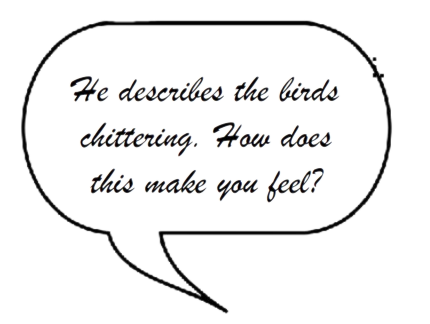 He describes the birds
chittering. How does
this make you feel?